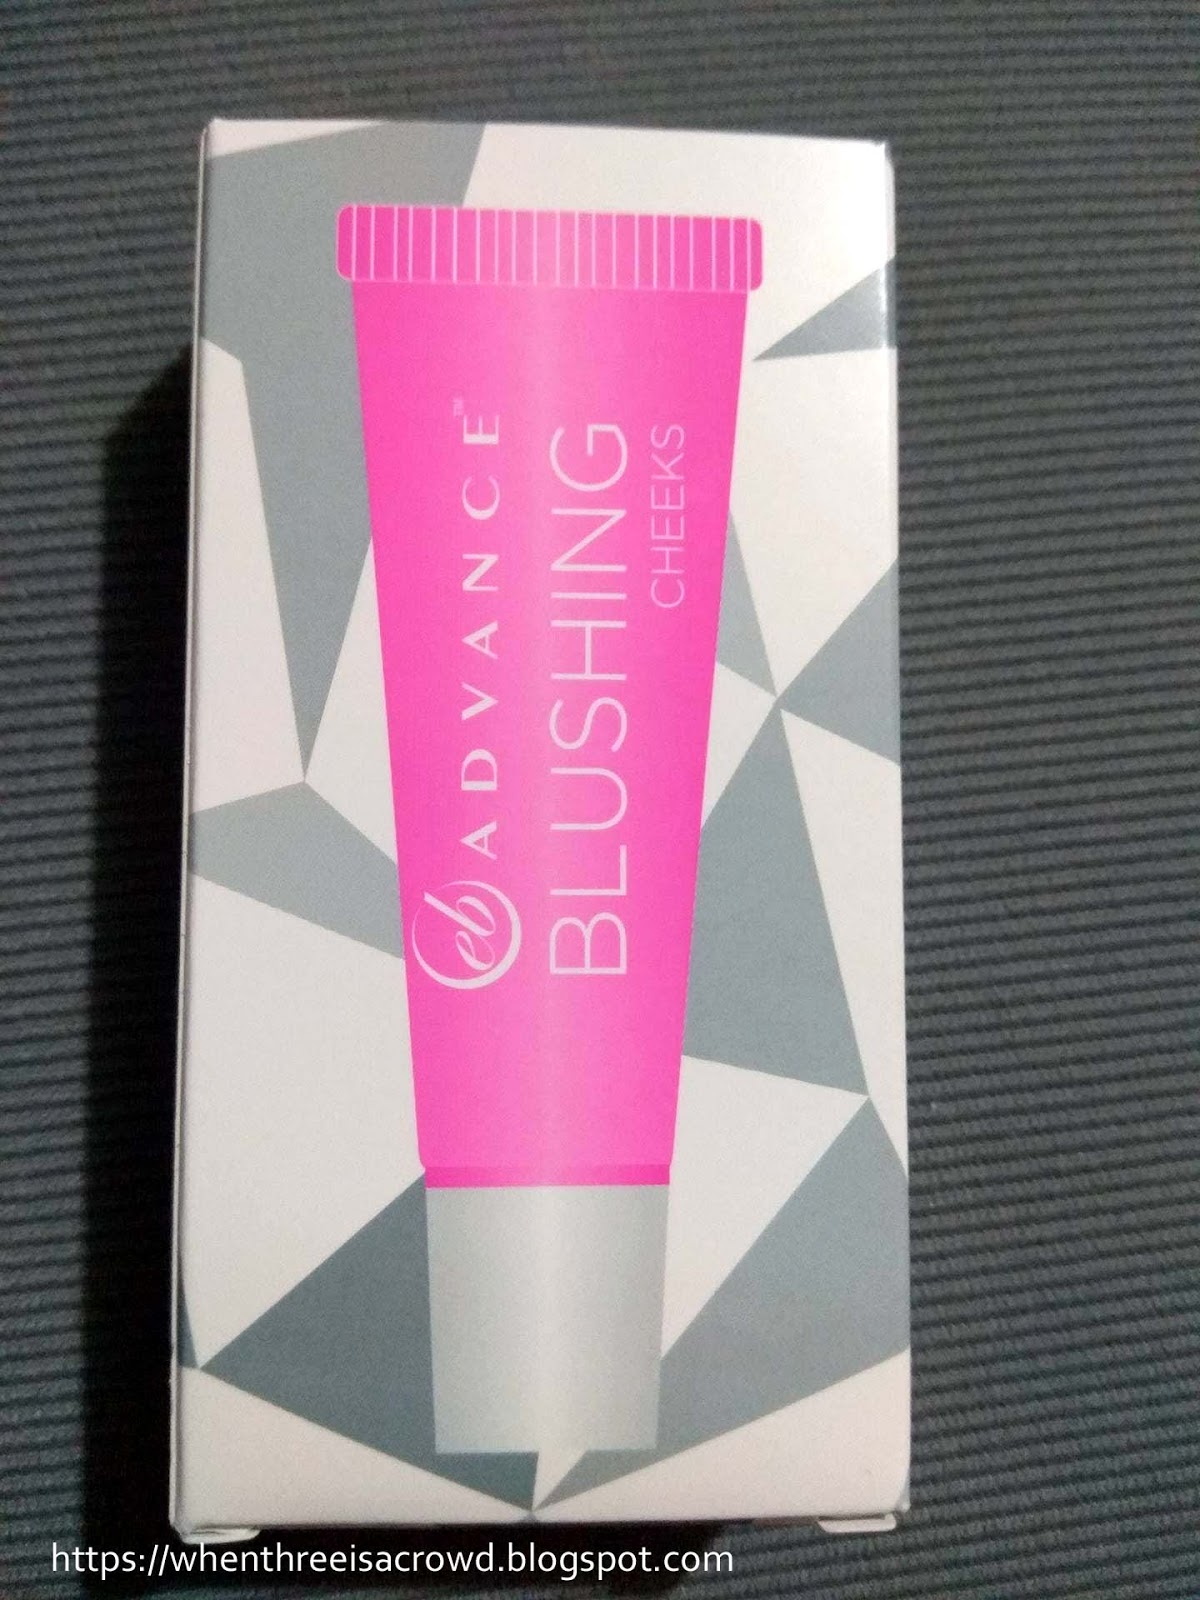 eb ADVANCE™
BLUSHING
CHEEKS
https://whenthreeisacrowd.blogspot.com